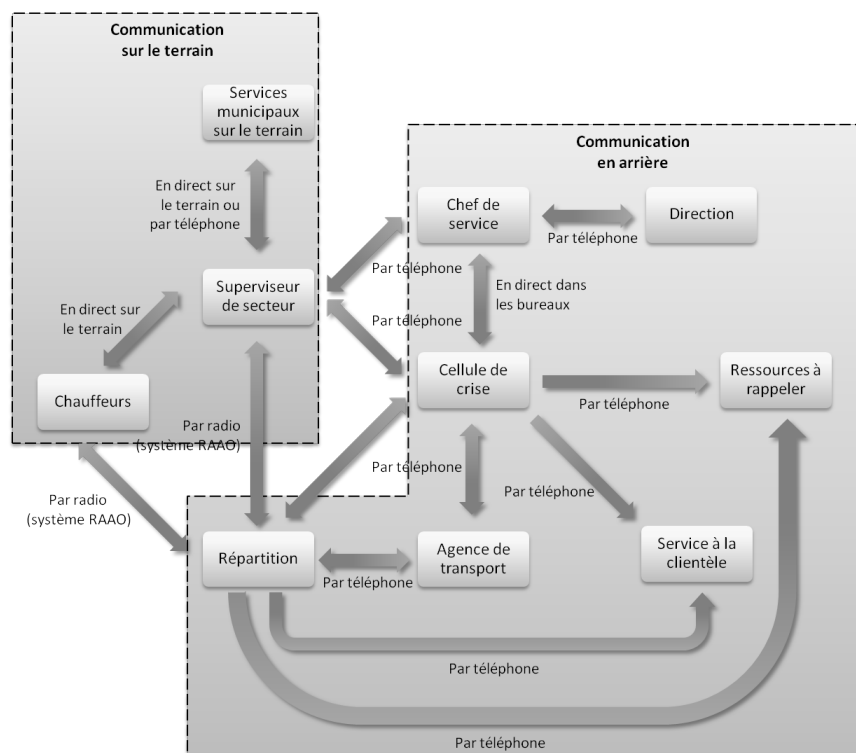 Communication
sur le terrain
Services
municipaux
sur le terrain
En direct sur
le terrain ou
par téléphone
Superviseur
de secteur
En direct sur
le terrain
Chauffeurs
Par radio
(système RAAO)
Par radio
(système RAAO)
Communication
en arrière
Chef de
service
Par téléphone
Direction
Par téléphone
En direct dans
les bureaux
Par téléphone
Cellule de
crise
Par téléphone
Ressources à
rappeler
Par téléphone
Par téléphone
Répartition
Par téléphone
Agence de
transport
Service à la
clientèle
Par téléphone
Par téléphone